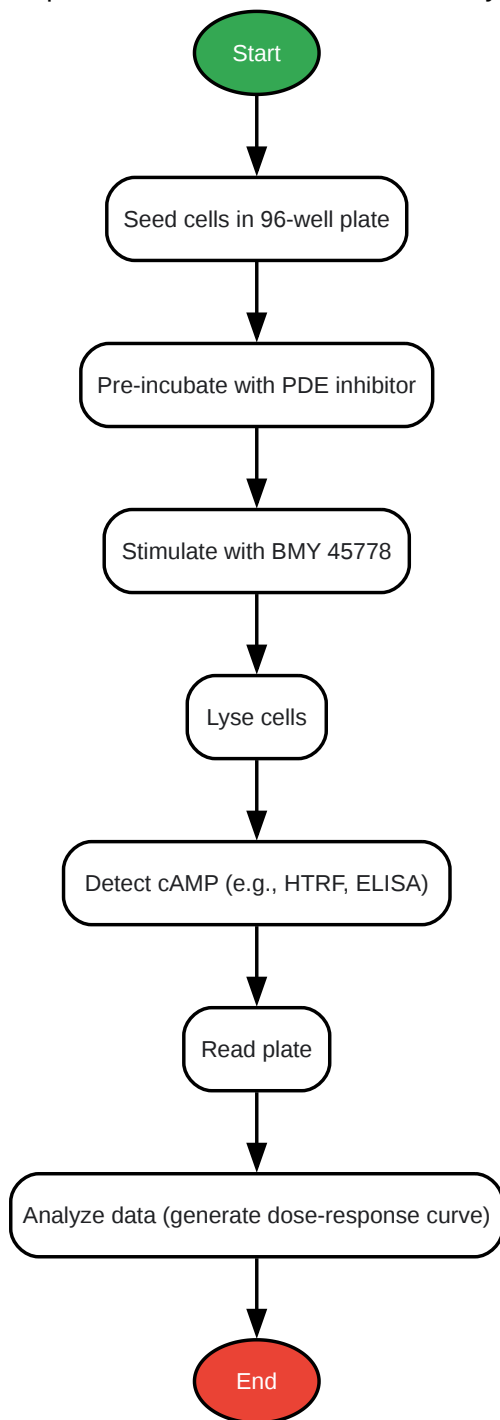 Start
Seed cells in 96-well plate
Pre-incubate with PDE inhibitor
Stimulate with BMY 45778
Lyse cells
Detect cAMP (e.g., HTRF, ELISA)
Read plate
Analyze data (generate dose-response curve)
End